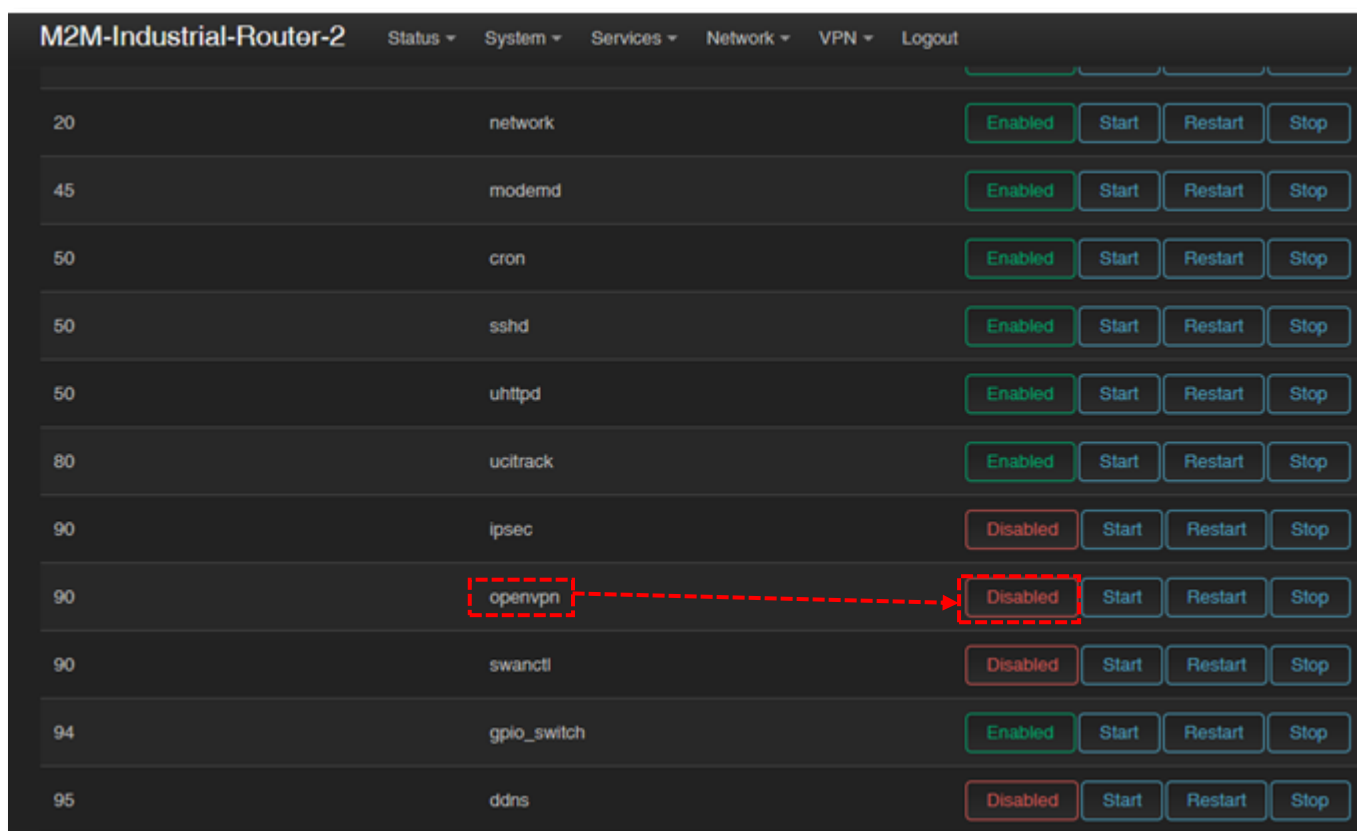 M2M-Industrial-Router-2 Status System Services Network VPN Logout
20 network Enabled Start Restart Stop
45 modemd Enabled Start Restart Stop
50 cron Enabled Start Restart Stop
50 sshd Enabled Start Restart Stop
50 uhttpd Enabled Start Restart Stop
80 ucitrack Enabled Start Restart Stop
90 ipsec Disabled Start Restart Stop
90 openvpn Disabled Start Restart Stop
90 swanctl Disabled Start Restart Stop
94 gpio_switch Enabled Start Restart Stop
95 ddns Disabled Start Restart Stop